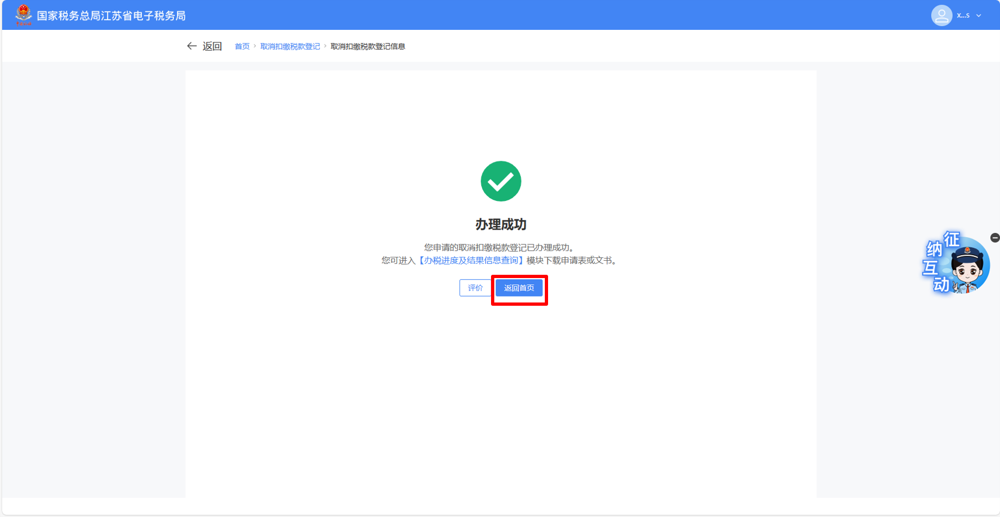 国家税务总局江苏省电子税务局
x...s
返回 首页 > 取消扣缴税款登记 > 取消扣缴税款登记信息
办理成功
您申请的取消扣缴税款登记已办理成功。
您可进入【办税进度及结果信息查询】模块下载申请表或文书。
评价 返回首页
征纳互动